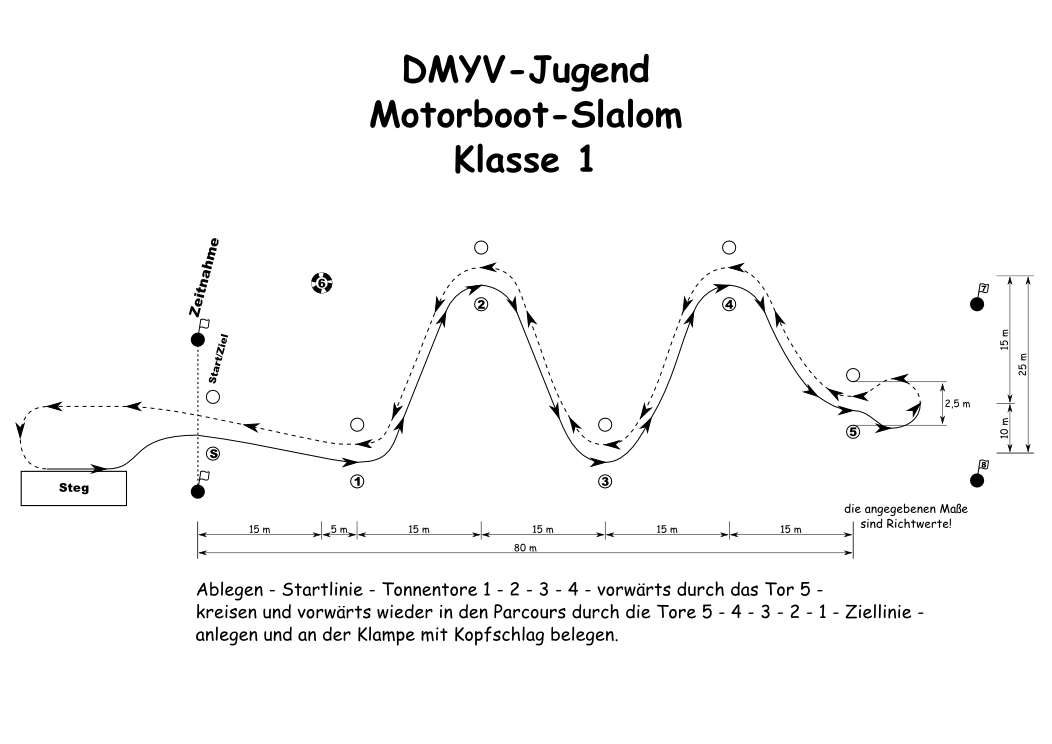 DMYV-Jugend
Motorboot-Slalom
Klasse 1
Zeitnahme
Start/Ziel
6
2
4
7
15 m
25 m
2,5 m
10 m
S
5
1
3
8
Steg
die angegebenen Maße
sind Richtwerte!
15 m
5 m
15 m
15 m
15 m
15 m
80 m
Ablegen - Startlinie - Tonnentore 1 - 2 - 3 - 4 - vorwärts durch das Tor 5 -
kreisen und vorwärts wieder in den Parcours durch die Tore 5 - 4 - 3 - 2 - 1 - Ziellinie -
anlegen und an der Klampe mit Kopfschlag belegen.